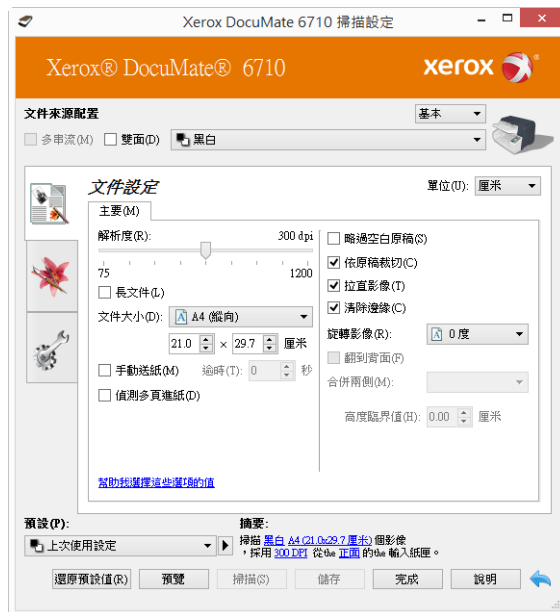 Xerox DocuMate 6710 掃描設定
Xerox® DocuMate® 6710
xerox
文件來源配置
基本
多串流(M)
雙面(D)
黑白
文件設定
單位(U): 厘米
主要(M)
解析度(R): 300 dpi
75 1200
長文件(L)
文件大小(D): A4 (縱向)
21.0 × 29.7 厘米
手動送紙(M) 逾時(T): 0 秒
偵測多頁進紙(D)
幫助我選擇這些選項的值
略過空白原稿(S)
依原稿裁切(C)
拉直影像(T)
清除邊緣(C)
旋轉影像(R): 0 度
翻到背面(F)
合併兩側(M):
高度臨界值(H): 0.00 厘米
預設(P):
上次使用設定
摘要:
掃描 黑白 A4 (21.0x29.7 厘米) 個影像
，採用 300 DPI 從the 正面 的the 輸入紙匣。
還原預設值(R) 預覽 掃描(S) 儲存 完成 說明